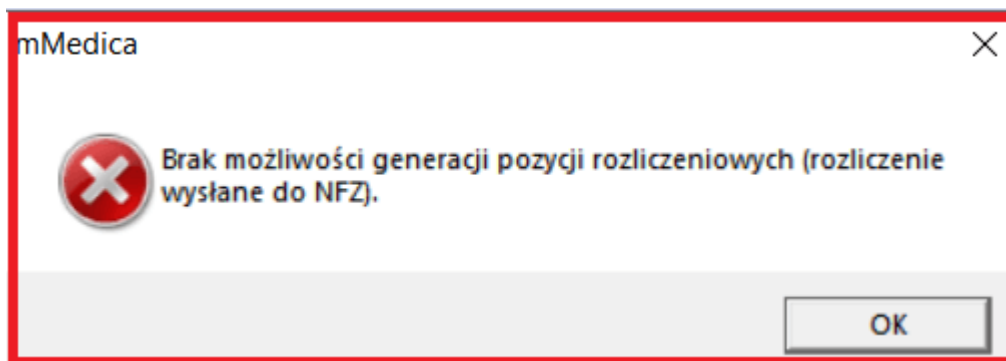 mMedica
Brak możliwości generacji pozycji rozliczeniowych (rozliczenie
wysłane do NFZ).
OK